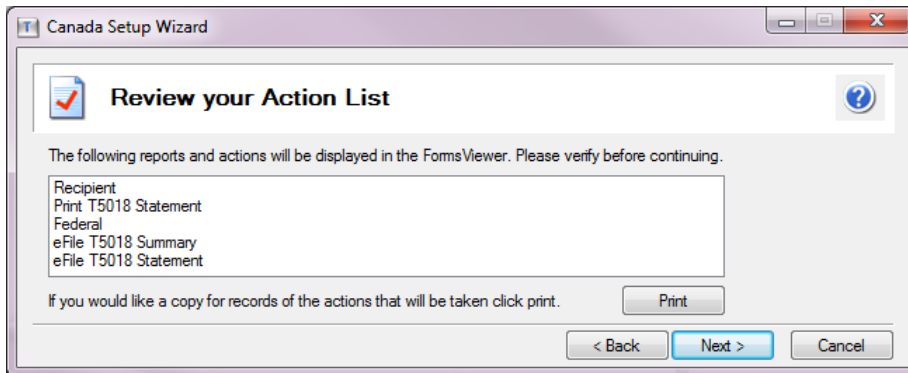 Canada Setup Wizard
Review your Action List
The following reports and actions will be displayed in the FormsViewer. Please verify before continuing.
Recipient
Print T5018 Statement
Federal
eFile T5018 Summary
eFile T5018 Statement
If you would like a copy for records of the actions that will be taken click print.
Print
< Back
Next >
Cancel